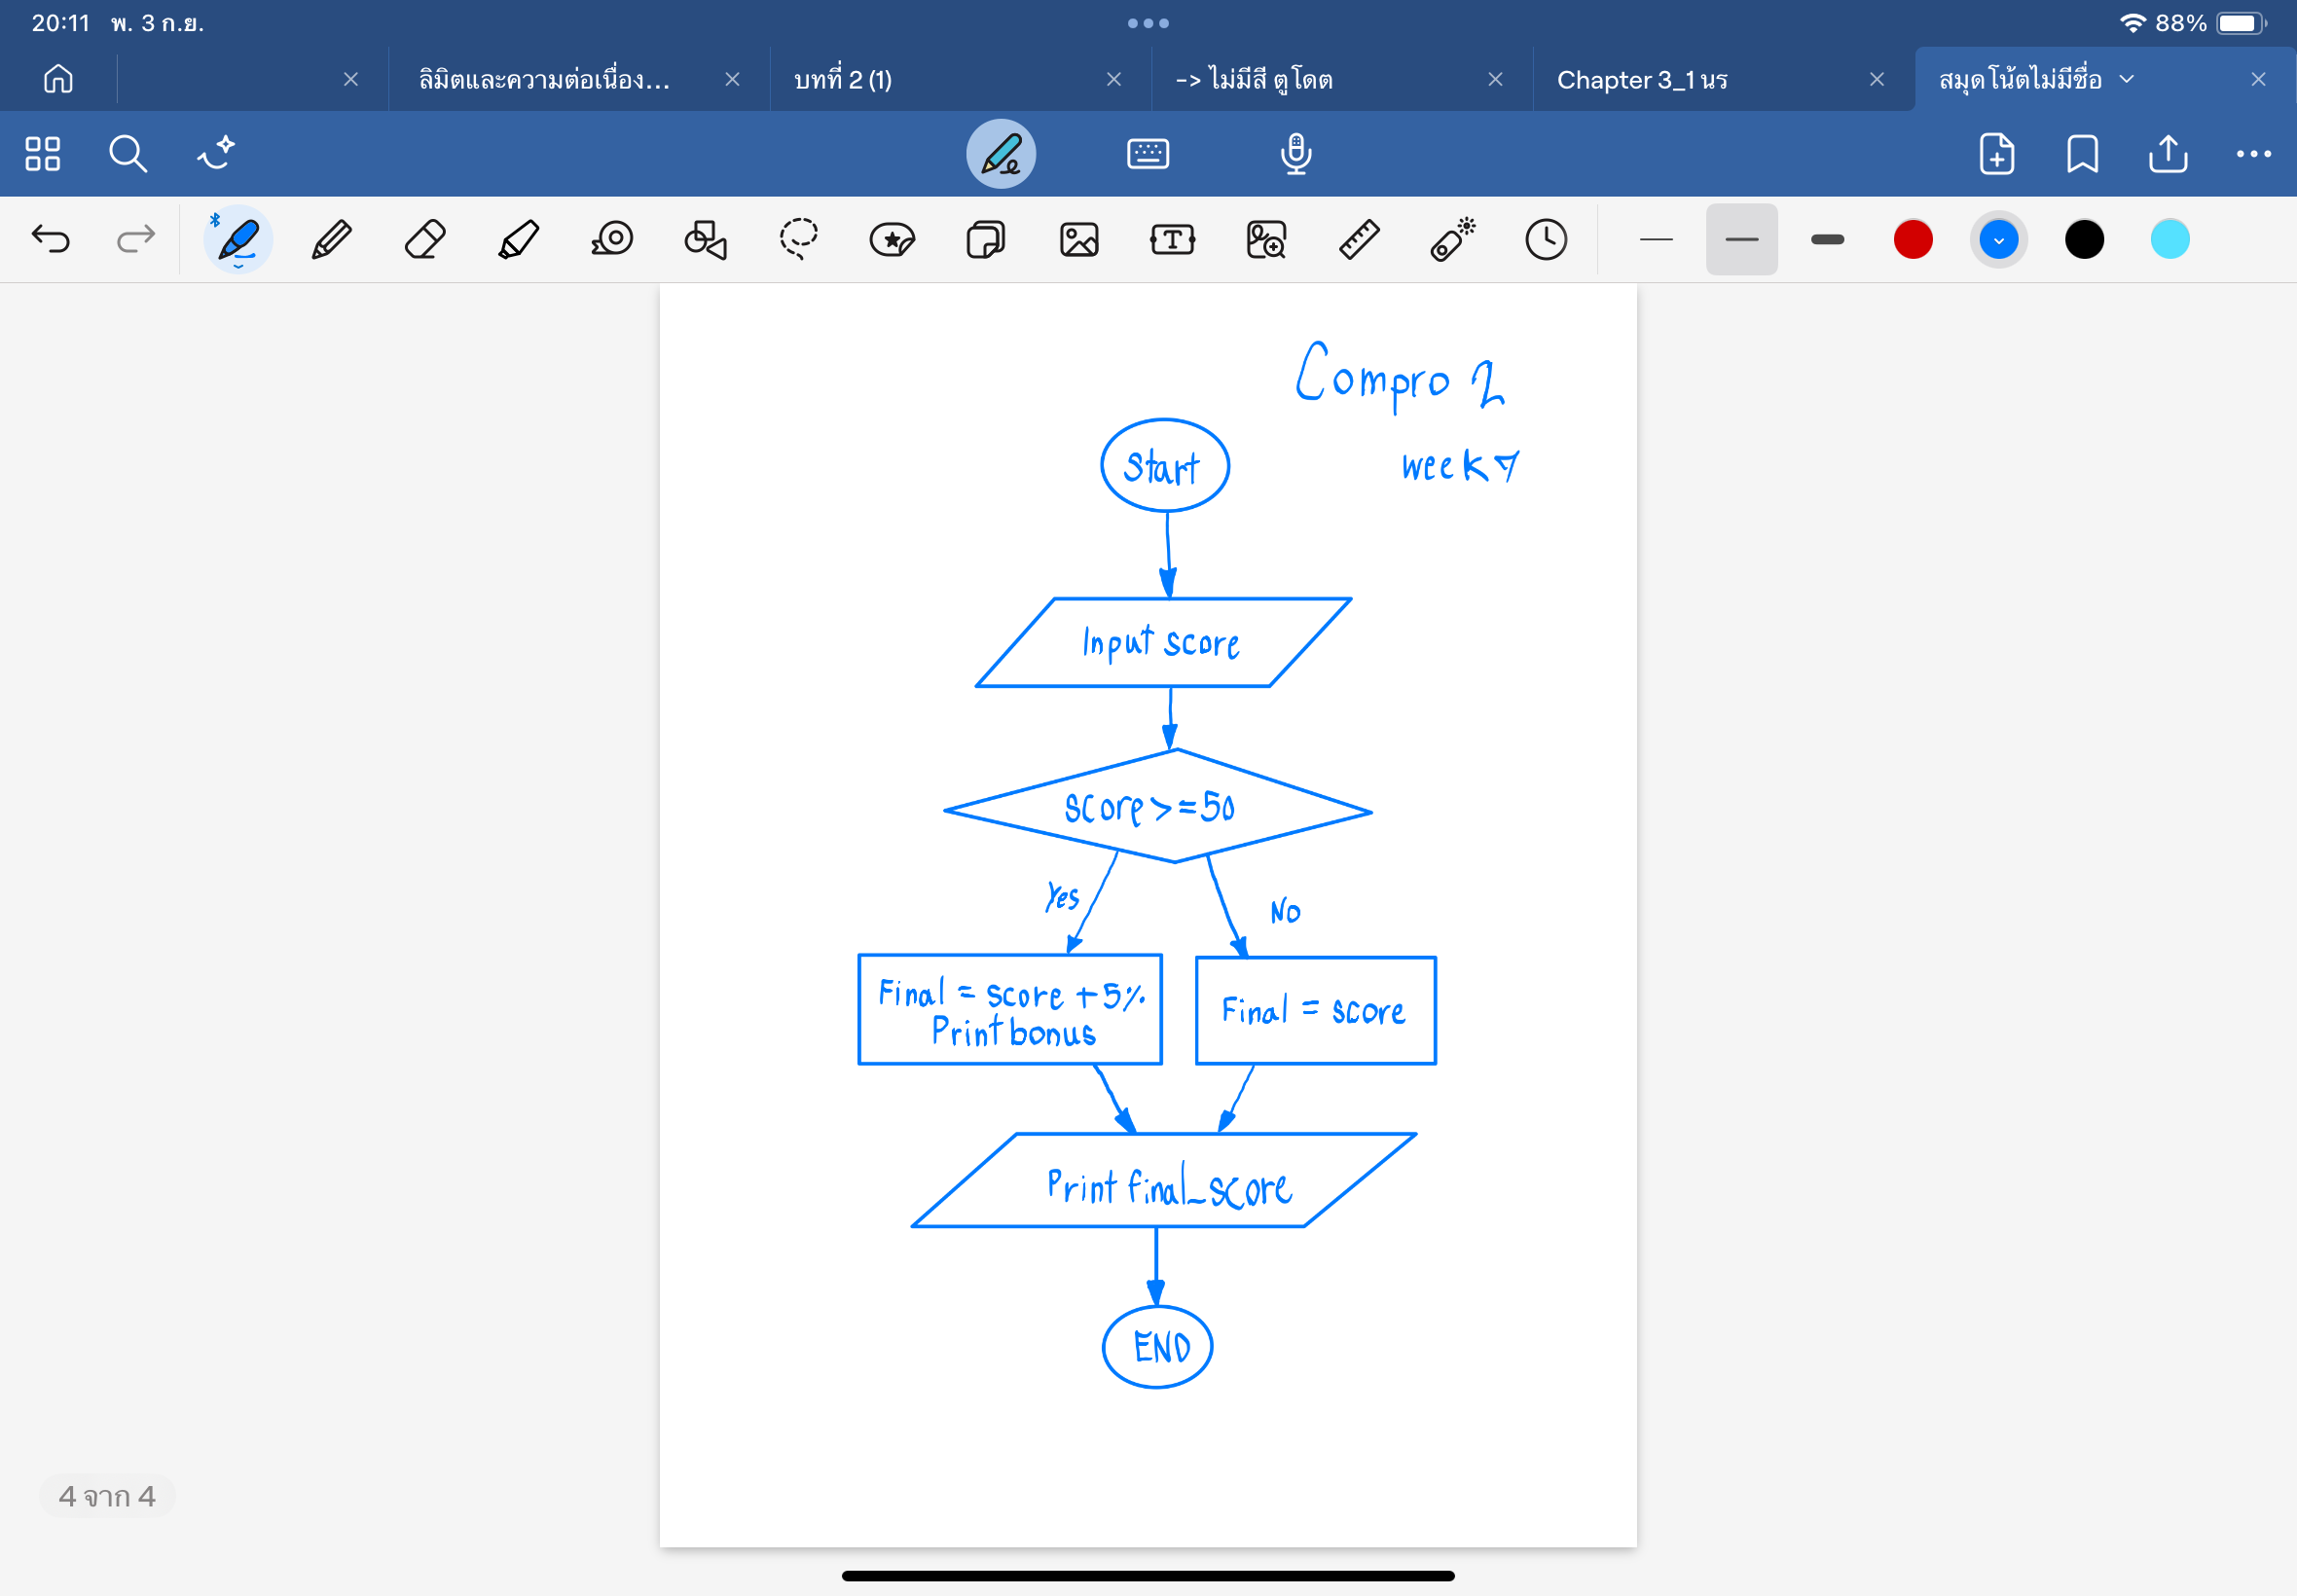 20:11 พ. 3 ก.ย. 88%
ลิมิตและความต่อเนื่อง... บทที่ 2 (1) -> ไม่มีสี ตูโดต Chapter 3_1 นร สมุดโน้ตไม่มีชื่อ
Compro 2
week 7
Start
Input score
score>=50
Yes
No
Final = score +5%
Print bonus
Final = score
Print final_score
END
4 จาก 4